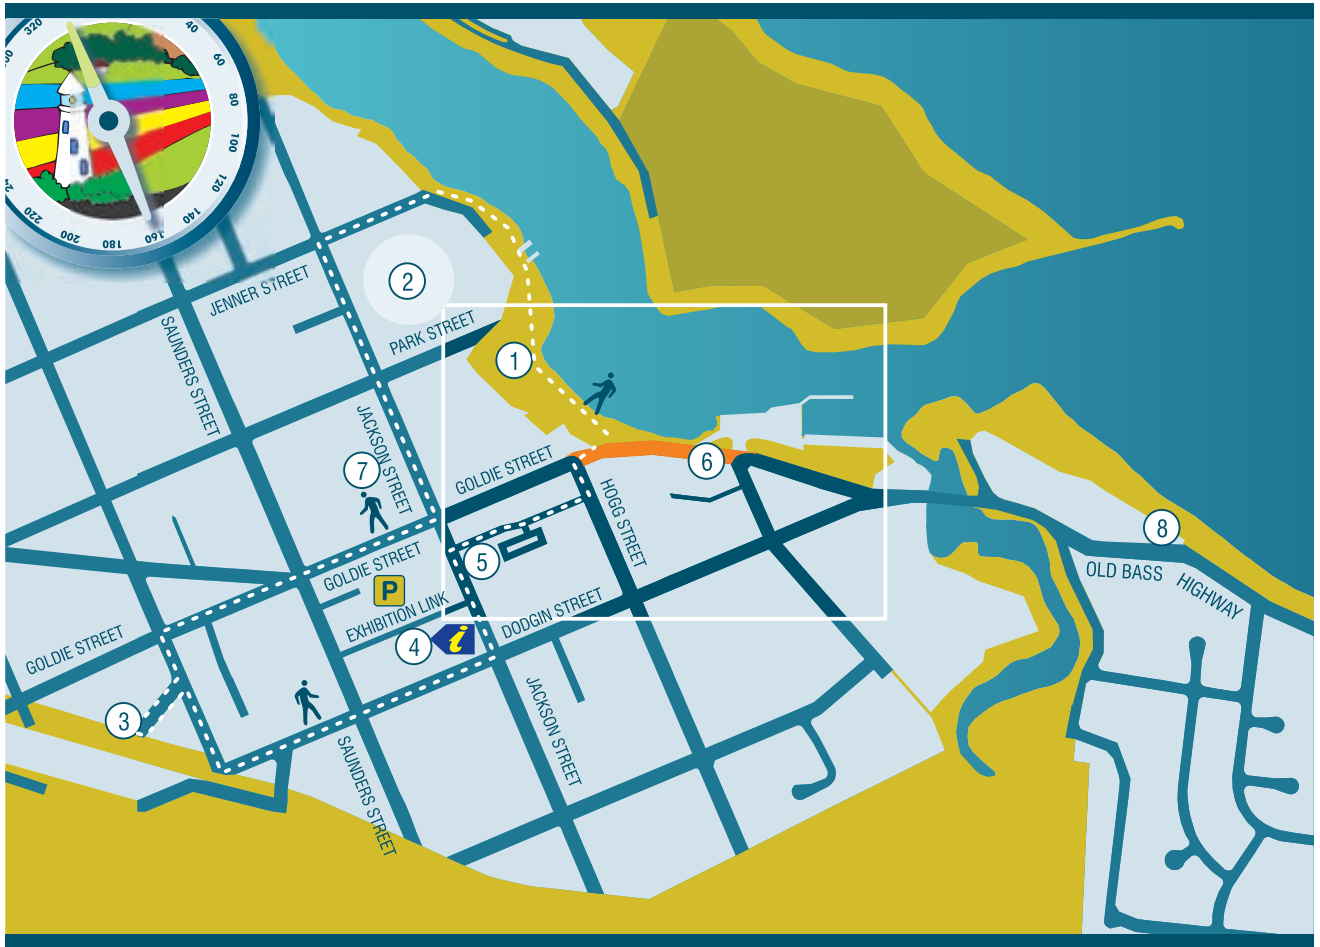 320
40
60
80
100
120
140
160
180
200
220
JENNER STREET
2
PARK STREET
SAUNDERS STREET
1
JACKSON STREET
7
GOLDIE STREET
6
HOGG STREET
8
5
GOLDIE STREET
P
OLD BASS HIGHWAY
EXHIBITION LINK
DODGIN STREET
4
i
GOLDIE STREET
3
JACKSON STREET
SAUNDERS STREET